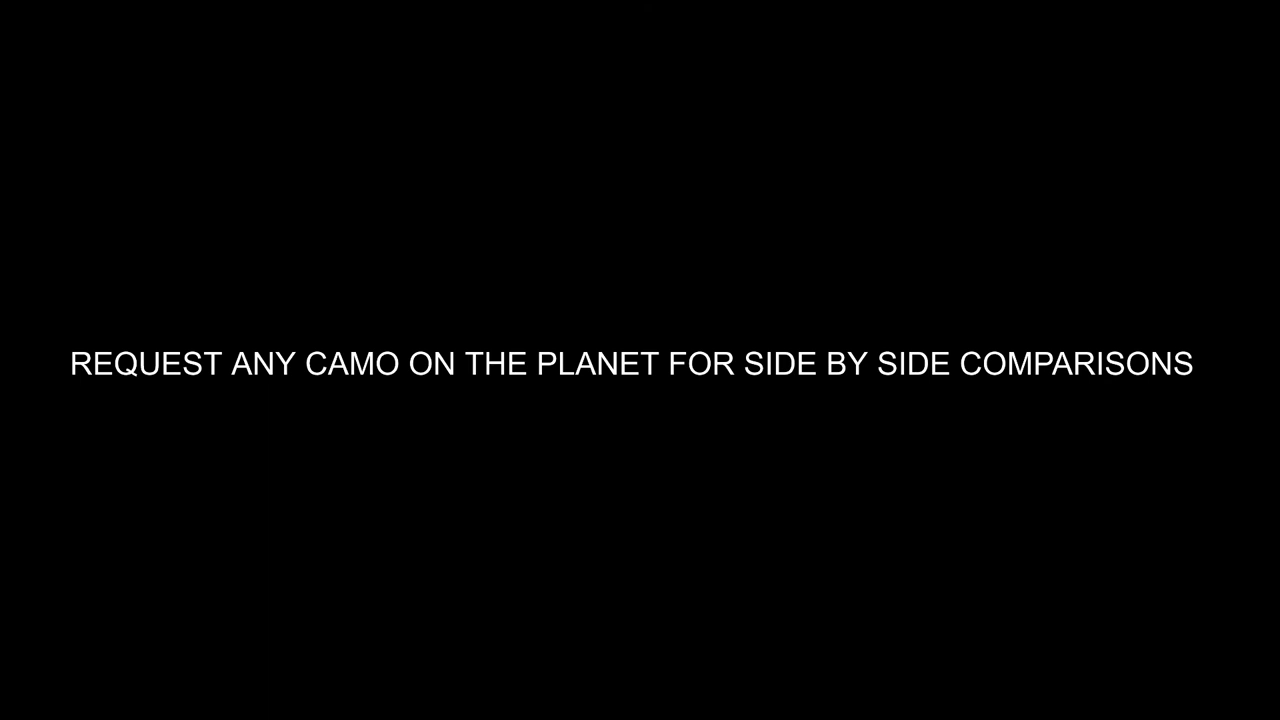 REQUEST ANY CAMO ON THE PLANET FOR SIDE BY SIDE COMPARISONS